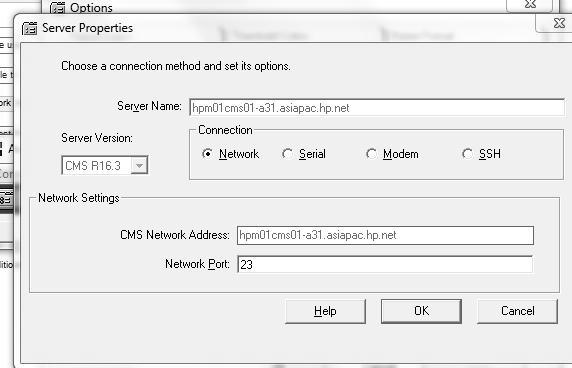 Options
Server Properties
Choose a connection method and set its options.
Server Name: hpm01cms01-a31.asiapac.hp.net
Server Version:
CMS R16.3
Connection
Network Serial Modem SSH
Network Settings
CMS Network Address: hpm01cms01-a31.asiapac.hp.net
Network Port: 23
Help OK Cancel